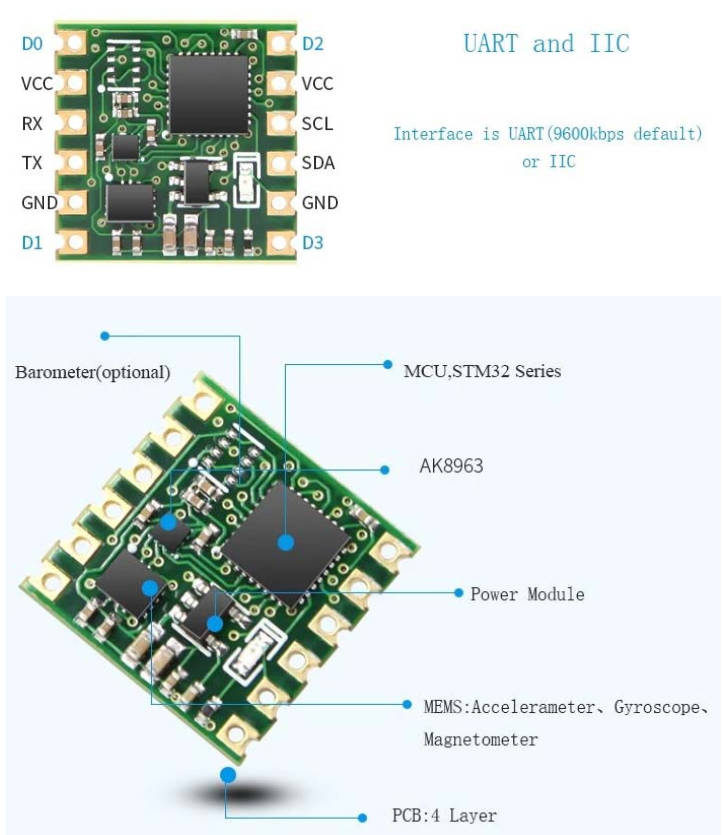 D0
D2
UART and IIC
VCC
VCC
RX
SCL
Interface is UART(9600kbps default)
or IIC
TX
SDA
GND
GND
D1
D3
Barometer(optional)
MCU,STM32 Series
AK8963
Power Module
MEMS:Accelerameter、Gyroscope、
Magnetometer
PCB:4 Layer